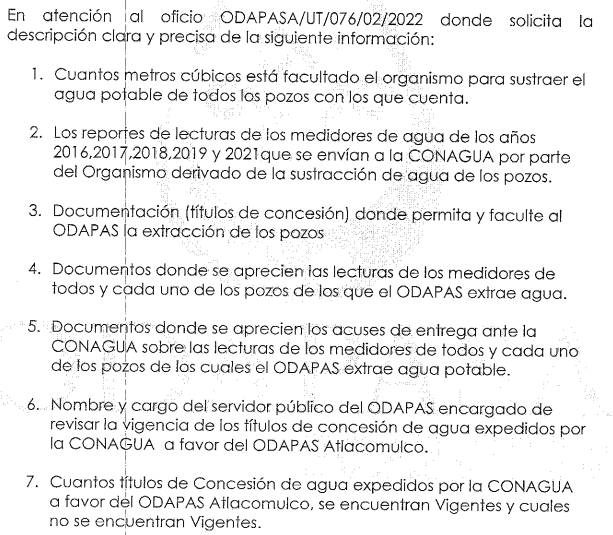 En atención al oficio ODAPASA/UT/076/02/2022 donde solicita la
descripción clara y precisa de la siguiente información:
1. Cuantos metros cúbicos está facultado el organismo para sustraer el
agua potable de todos los pozos con los que cuenta.
2. Los reportes de lecturas de los medidores de agua de los años
2016,2017,2018,2019 y 2021que se envían a la CONAGUA por parte
del Organismo derivado de la sustracción de agua de los pozos.
3. Documentación (títulos de concesión) donde permita y faculte al
ODAPAS la extracción de los pozos
4. Documentos donde se aprecien las lecturas de los medidores de
todos y cada uno de los pozos de los que el ODAPAS extrae agua.
5. Documentos donde se aprecien los acuses de entrega ante la
CONAGUA sobre las lecturas de los medidores de todos y cada uno
de los pozos de los cuales el ODAPAS extrae agua potable.
6. Nombre y cargo del servidor público del ODAPAS encargado de
revisar la vigencia de los títulos de concesión de agua expedidos por
la CONAGUA a favor del ODAPAS Atlacomulco.
7. Cuantos títulos de Concesión de agua expedidos por la CONAGUA
a favor del ODAPAS Atlacomulco, se encuentran Vigentes y cuales
no se encuentran Vigentes.